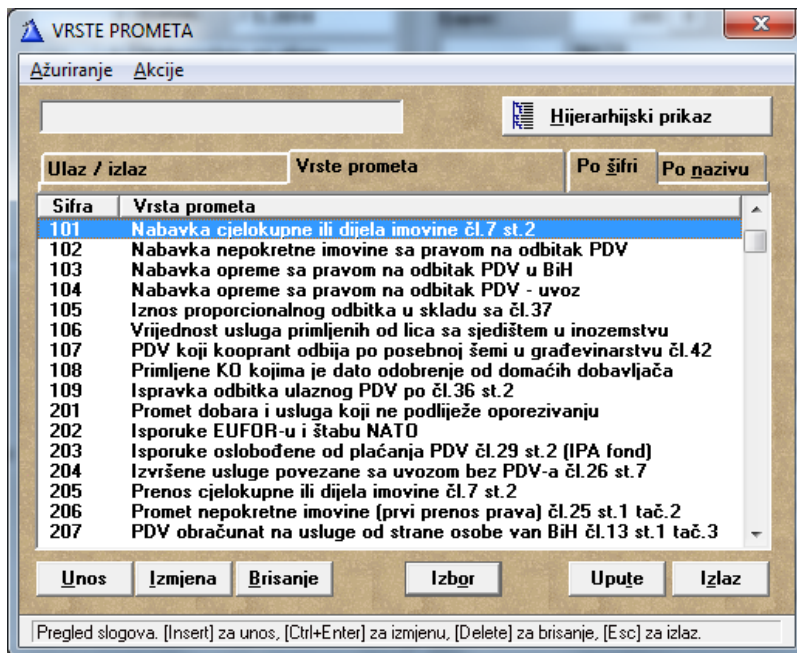 VRSTE PROMETA
Ažuriranje Akcije
Hijerarhijski prikaz
Ulaz / izlaz Vrste prometa Po šifri Po nazivu
Sifra Vrsta prometa
101 Nabavka cjelokupne ili dijela imovine čl.7 st.2
102 Nabavka nepokretne imovine sa pravom na odbitak PDV
103 Nabavka opreme sa pravom na odbitak PDV u BiH
104 Nabavka opreme sa pravom na odbitak PDV - uvoz
105 Iznos proporcionalnog odbitka u skladu sa čl.37
106 Vrijednost usluga primljenih od lica sa sjedištem u inozemstvu
107 PDV koji kooprant odbija po posebnoj šemi u građevinarstvu čl.42
108 Primljene KO kojima je dato odobrenje od domaćih dobavljača
109 Ispravka odbitka ulaznog PDV po čl.36 st.2
201 Promet dobara i usluga koji ne podliježe oporezivanju
202 Isporuke EUFOR-u i štabu NATO
203 Isporuke oslobođene od plaćanja PDV čl.29 st.2 (IPA fond)
204 Izvršene usluge povezane sa uvozom bez PDV-a čl.26 st.7
205 Prenos cjelokupne ili dijela imovine čl.7 st.2
206 Promet nepokretne imovine (prvi prenos prava) čl.25 st.1 tač.2
207 PDV obračunat na usluge od strane osobe van BiH čl.13 st.1 tač.3
Unos Izmjena Brisanje Izbor Upute Izlaz
Pregled slogova. [Insert] za unos, [Ctrl+Enter] za izmjenu, [Delete] za brisanje, [Esc] za izlaz.